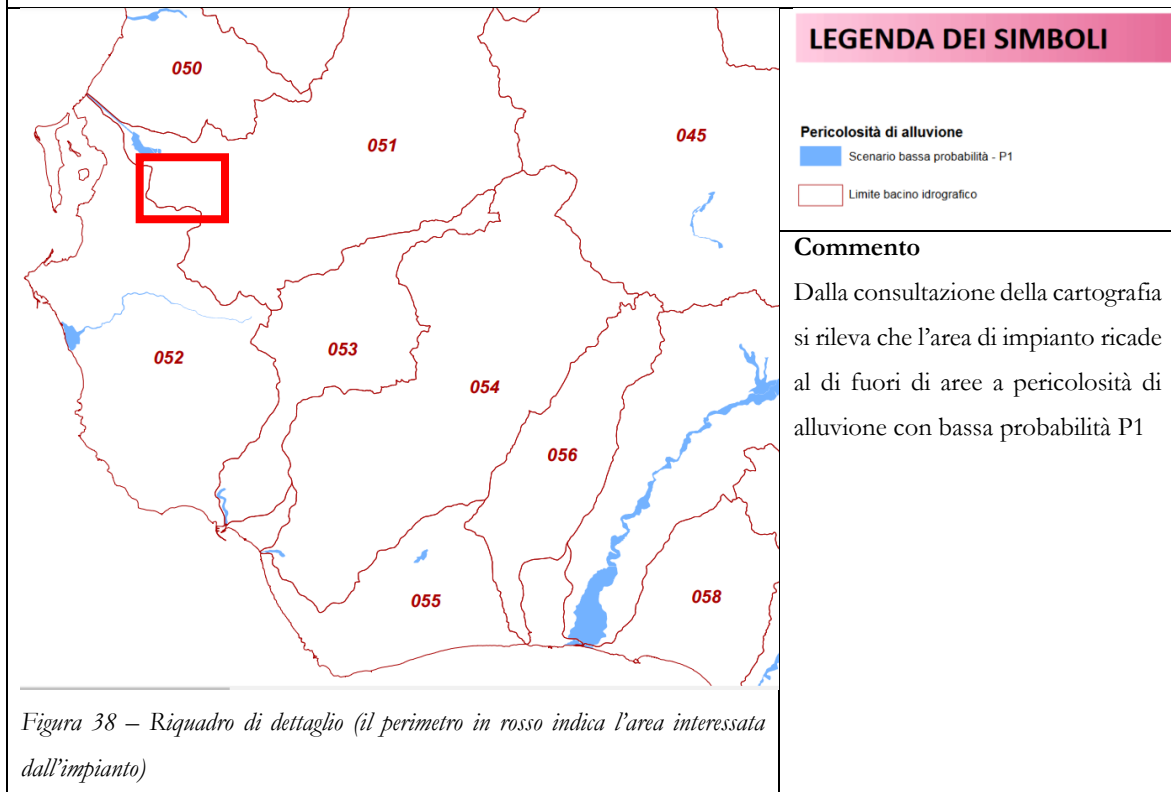 050
051
045
053
052
054
056
055
058
LEGENDA DEI SIMBOLI
Pericolosità di alluvione
Scenario bassa probabilità - P1
Limite bacino idrografico
Commento
Dalla consultazione della cartografia
si rileva che l’area di impianto ricade
al di fuori di aree a pericolosità di
alluvione con bassa probabilità P1
Figura 38 – Riquadro di dettaglio (il perimetro in rosso indica l’area interessata
dall’impianto)